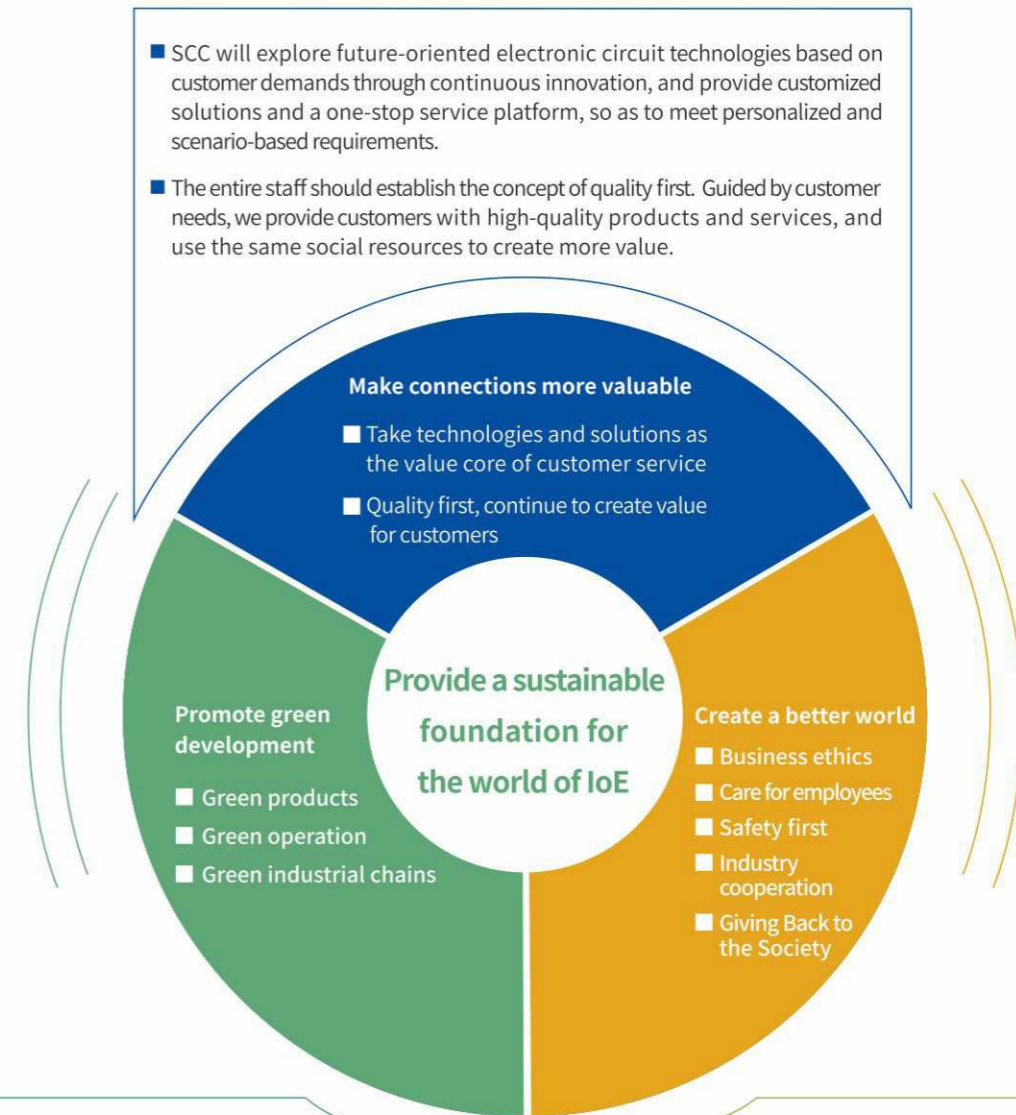 ■ SCC will explore future-oriented electronic circuit technologies based on
customer demands through continuous innovation, and provide customized
solutions and a one-stop service platform, so as to meet personalized and
scenario-based requirements.
■ The entire staff should establish the concept of quality first. Guided by customer
needs, we provide customers with high-quality products and services, and
use the same social resources to create more value.
Make connections more valuable
■ Take technologies and solutions as
the value core of customer service
■ Quality first, continue to create value
for customers
Provide a sustainable
foundation for
the world of IoE
Promote green
development
■ Green products
■ Green operation
■ Green industrial chains
Create a better world
■ Business ethics
■ Care for employees
■ Safety first
■ Industry
cooperation
■ Giving Back to
the Society